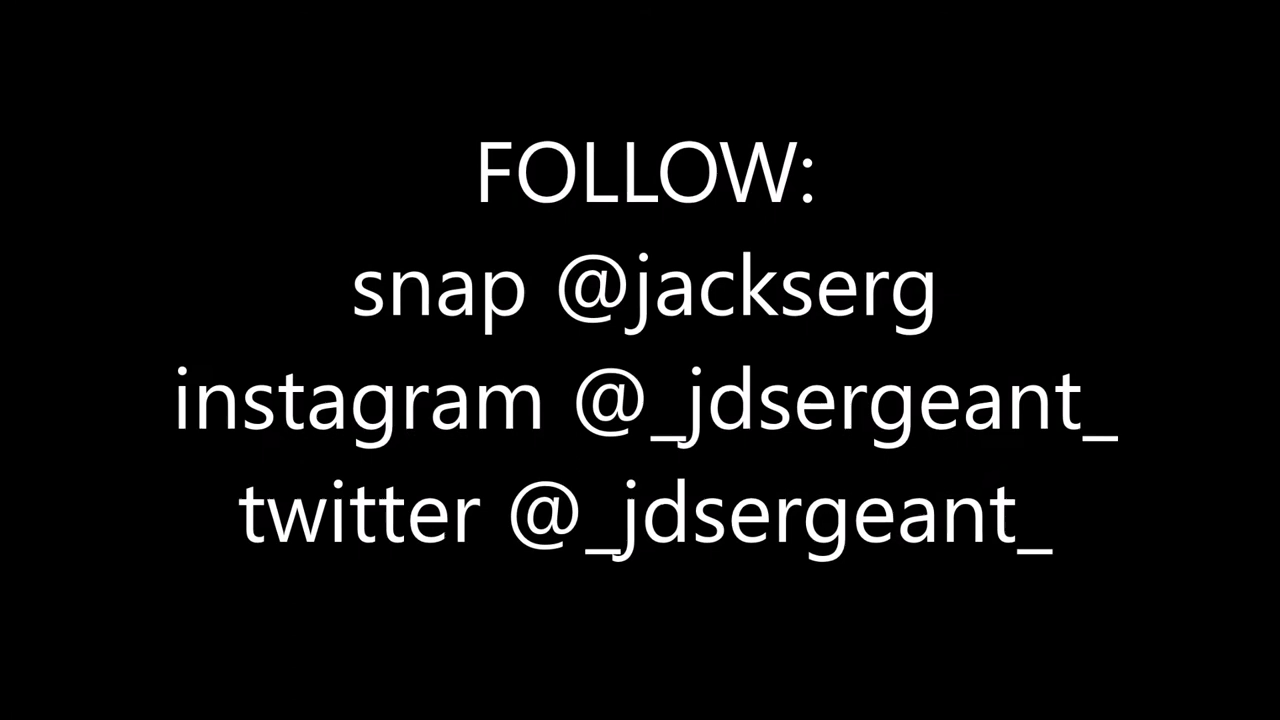 FOLLOW:
snap @jackserg
instagram @_jdsergeant_
twitter @_jdsergeant_